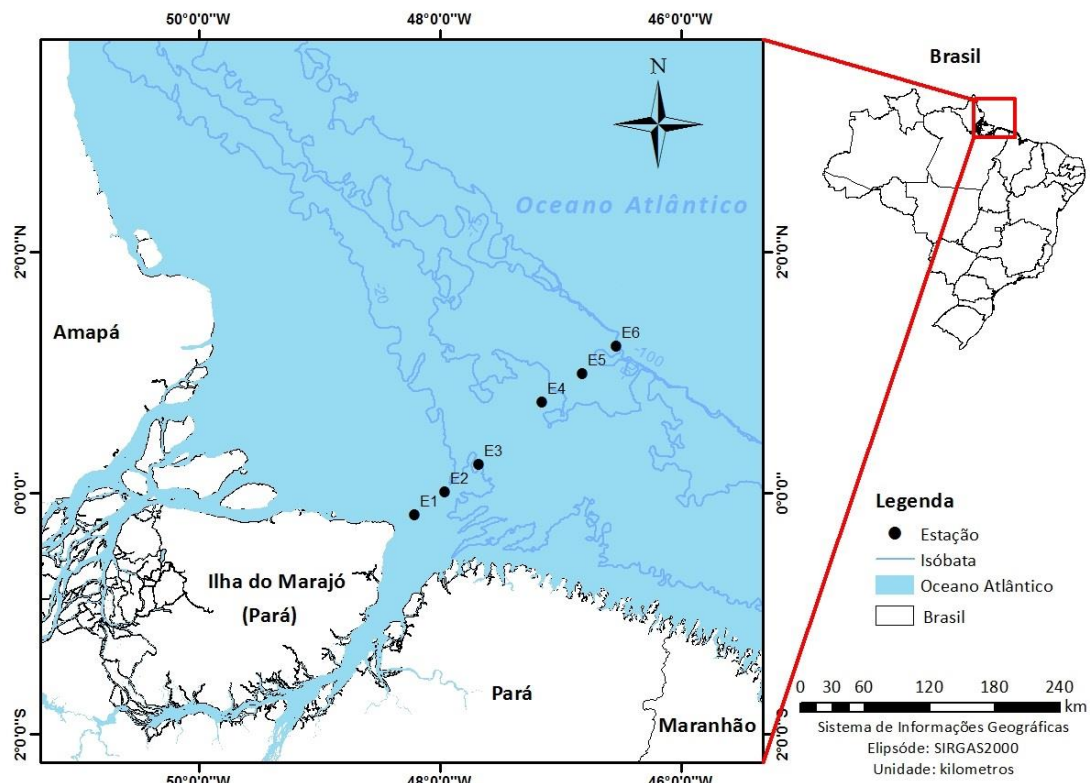 50°0'0"W
48°0'0"W
46°0'0"W
Brasil
N
Oceano Atlântico
2°0'0"N
2°0'0"N
-20
Amapá
E6
-100
E5
E4
E3
E2
E1
0°0'0"
0°0'0"
Ilha do Marajó
(Pará)
Pará
Maranhão
2°0'0"S
2°0'0"S
50°0'0"W
48°0'0"W
46°0'0"W
Legenda
Estação
Isóbata
Oceano Atlântico
Brasil
0 15 30 60 120 180 240
km
Sistema de Informações Geográficas
Elipsóde: SIRGAS2000
Unidade: kilometros